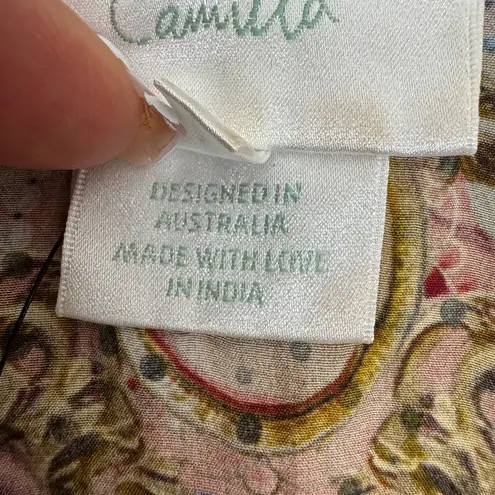 Camilla
DESIGNED IN
AUSTRALIA
MADE WITH LOVE
IN INDIA